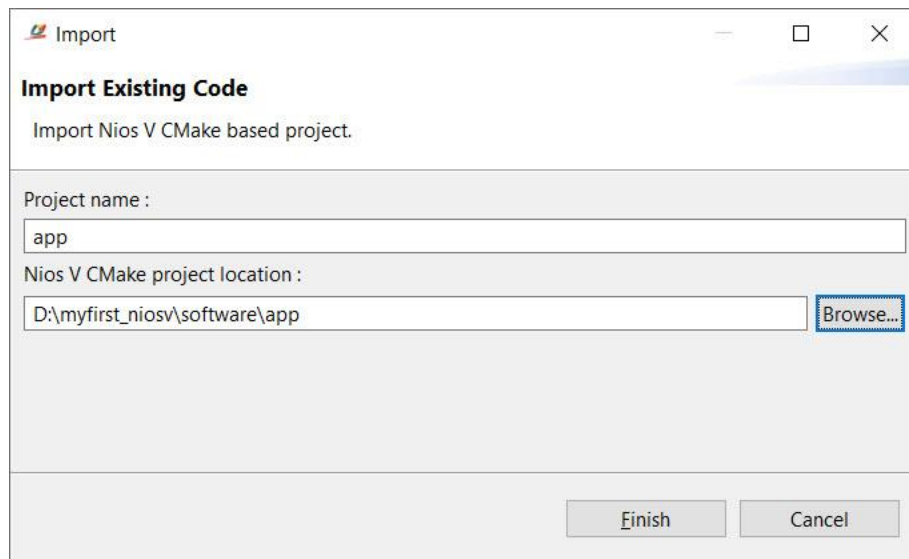 Import
Import Existing Code
Import Nios V CMake based project.
Project name :
app
Nios V CMake project location :
D:\myfirst_niosv\software\app
Browse...
Finish
Cancel